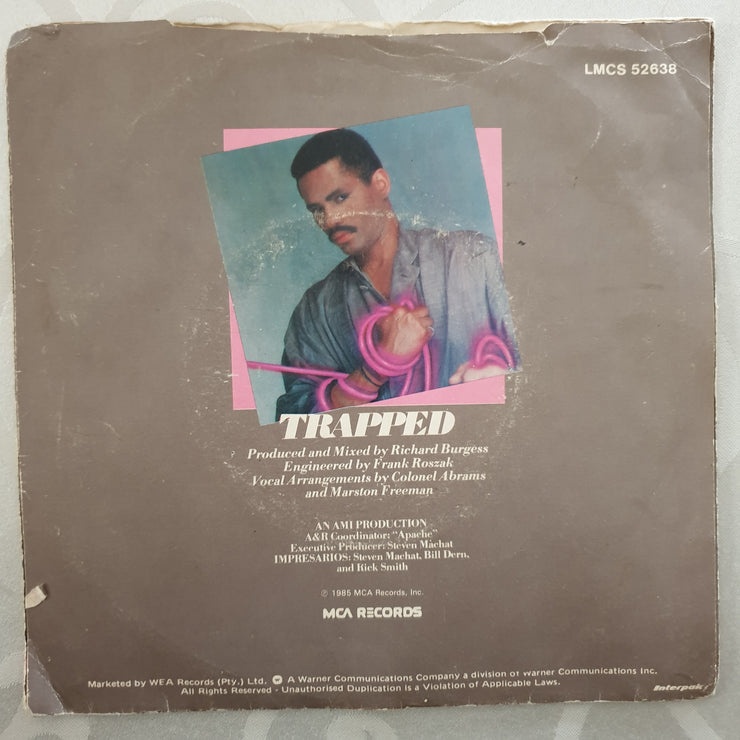 LMCS 52638
TRAPPED
Produced and Mixed by Richard Burgess
Engineered by Frank Roszak
Vocal Arrangements by Colonel Abrams
and Marston Freeman
AN AMI PRODUCTION
A&R Coordinator: "Apache"
Executive Producer: Steven Machat
IMPRESARIOS: Steven Machat, Bill Dern,
and Rick Smith
℗ 1985 MCA Records, Inc.
MCA RECORDS
Marketed by WEA Records (Pty.) Ltd. A Warner Communications Company a division of warner Communications Inc.
All Rights Reserved - Unauthorised Duplication is a Violation of Applicable Laws.
Interpak